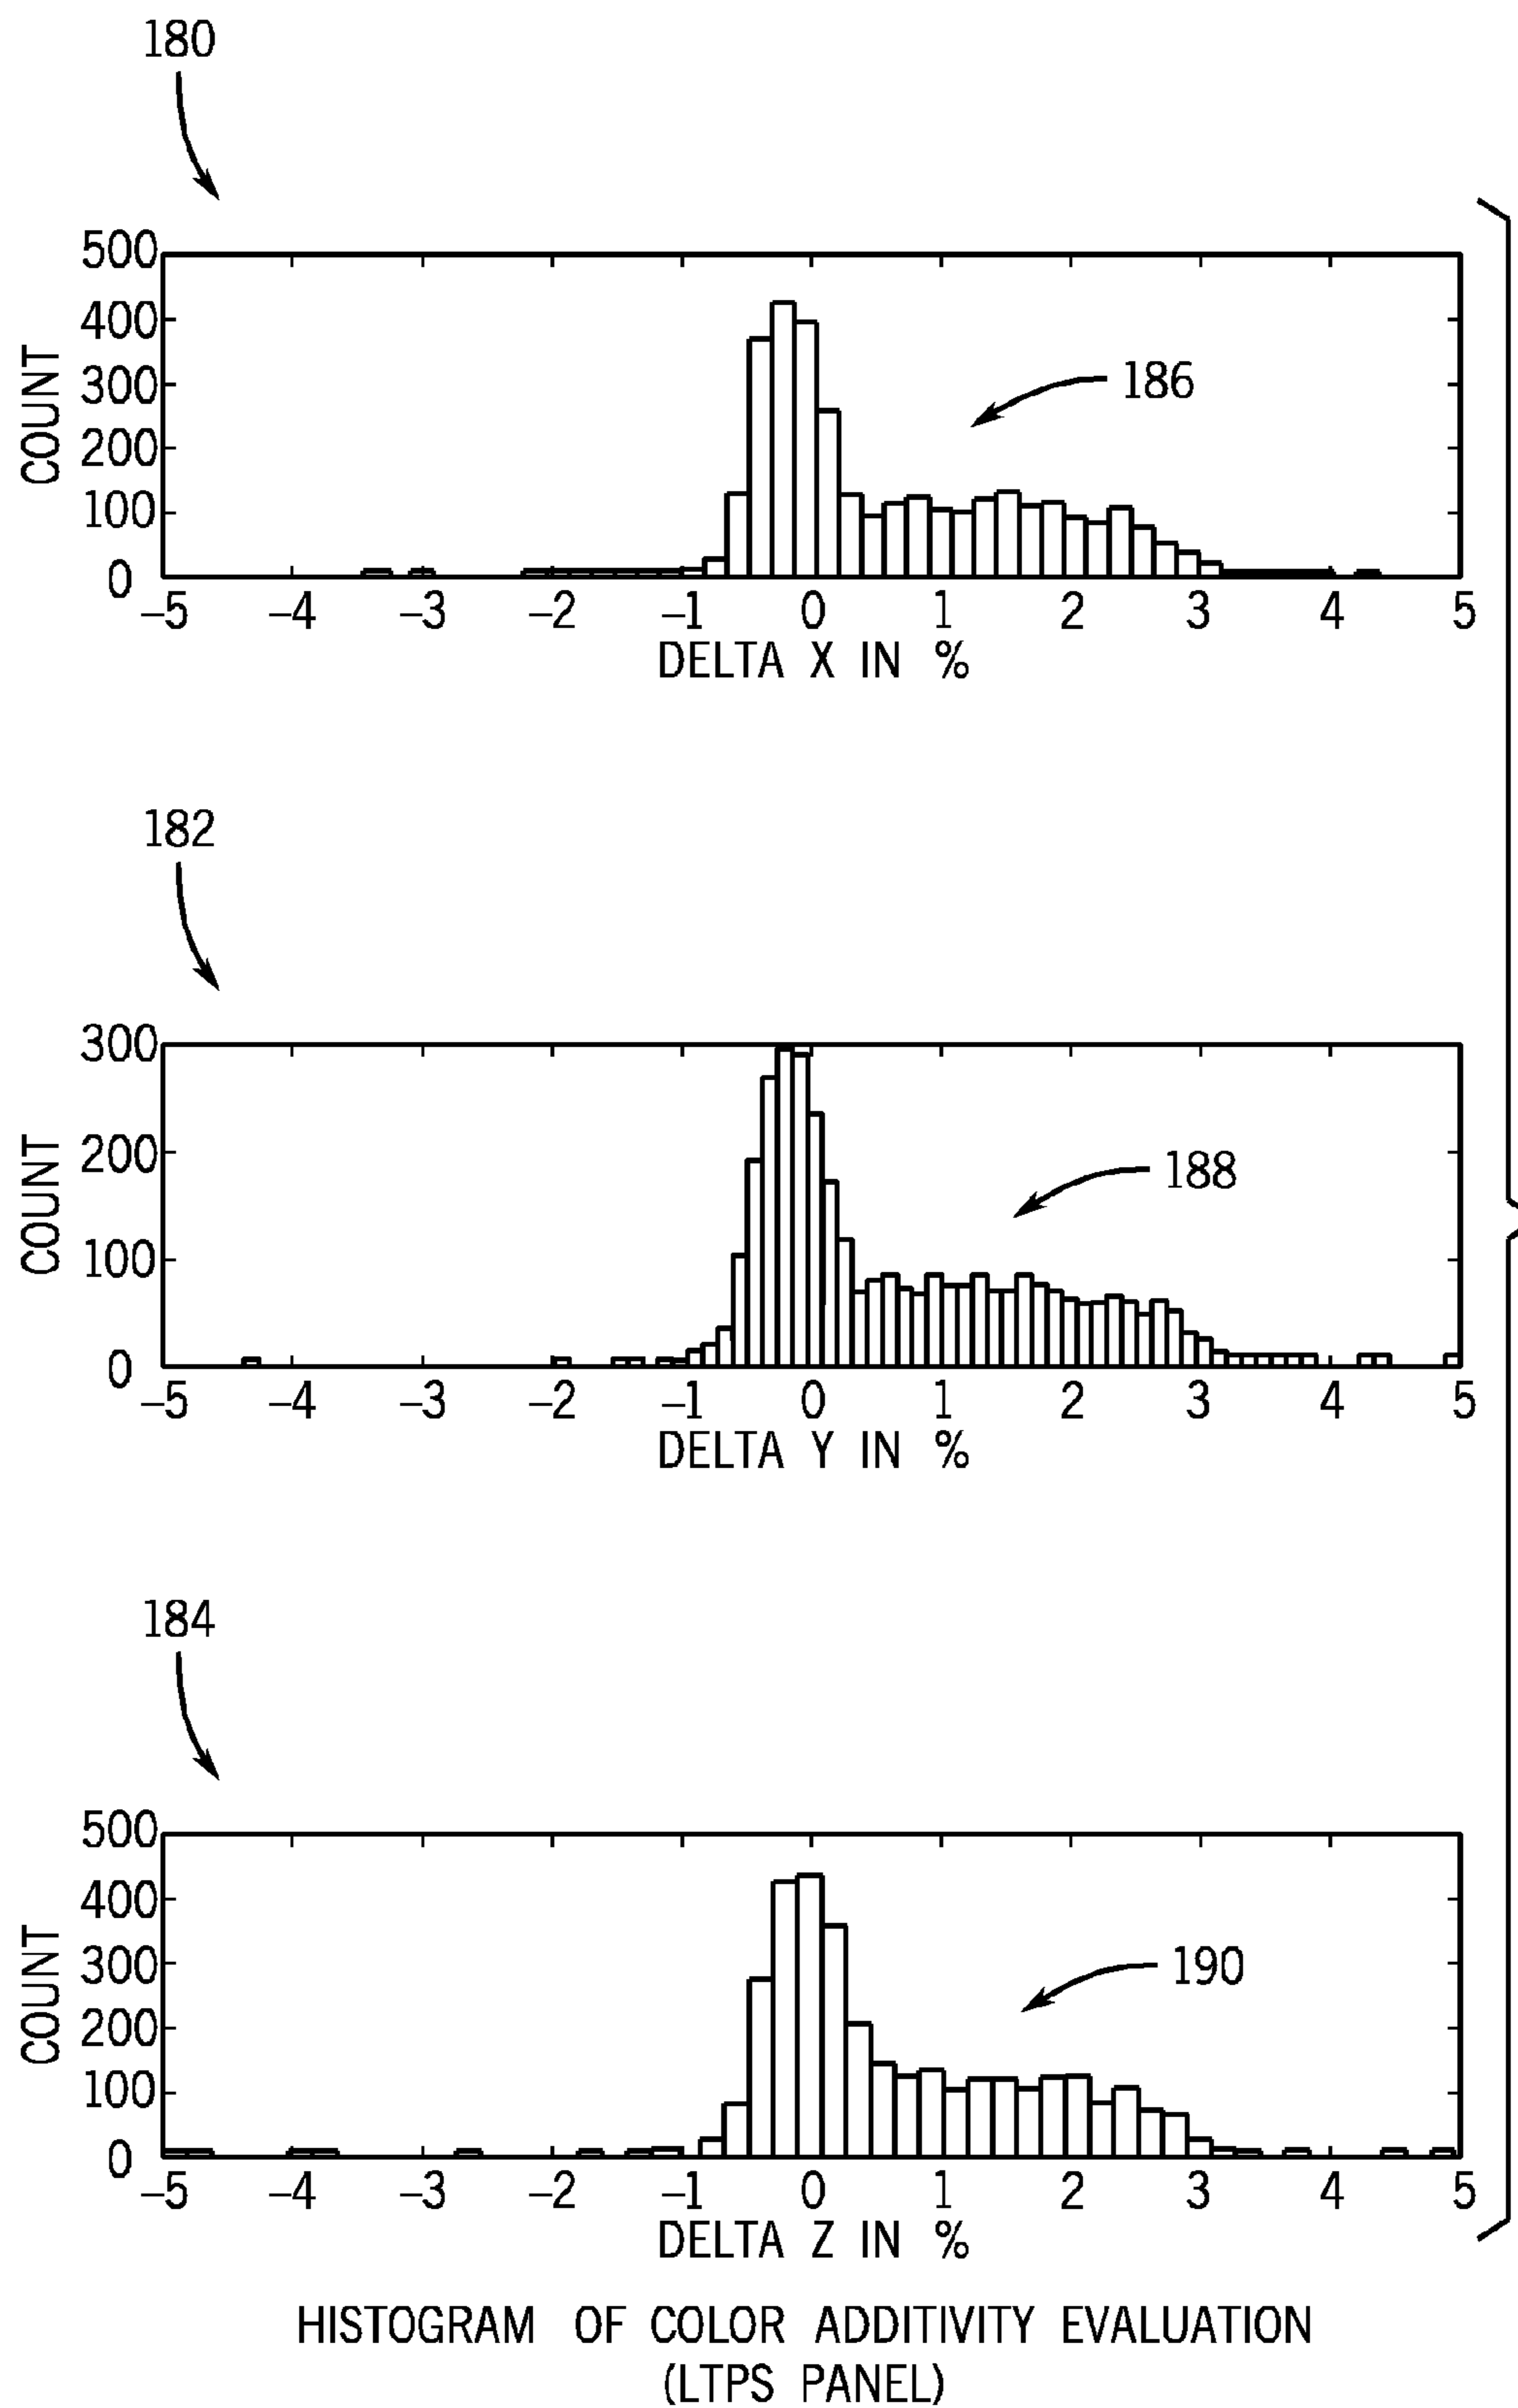 180
500
400
300
200
100
0
COUNT
186
–5 –4 –3 –2 –1 0 1 2 3 4 5
DELTA X IN %
182
300
200
100
0
COUNT
188
–5 –4 –3 –2 –1 0 1 2 3 4 5
DELTA Y IN %
184
500
400
300
200
100
0
COUNT
190
–5 –4 –3 –2 –1 0 1 2 3 4 5
DELTA Z IN %
HISTOGRAM OF COLOR ADDITIVITY EVALUATION
(LTPS PANEL)